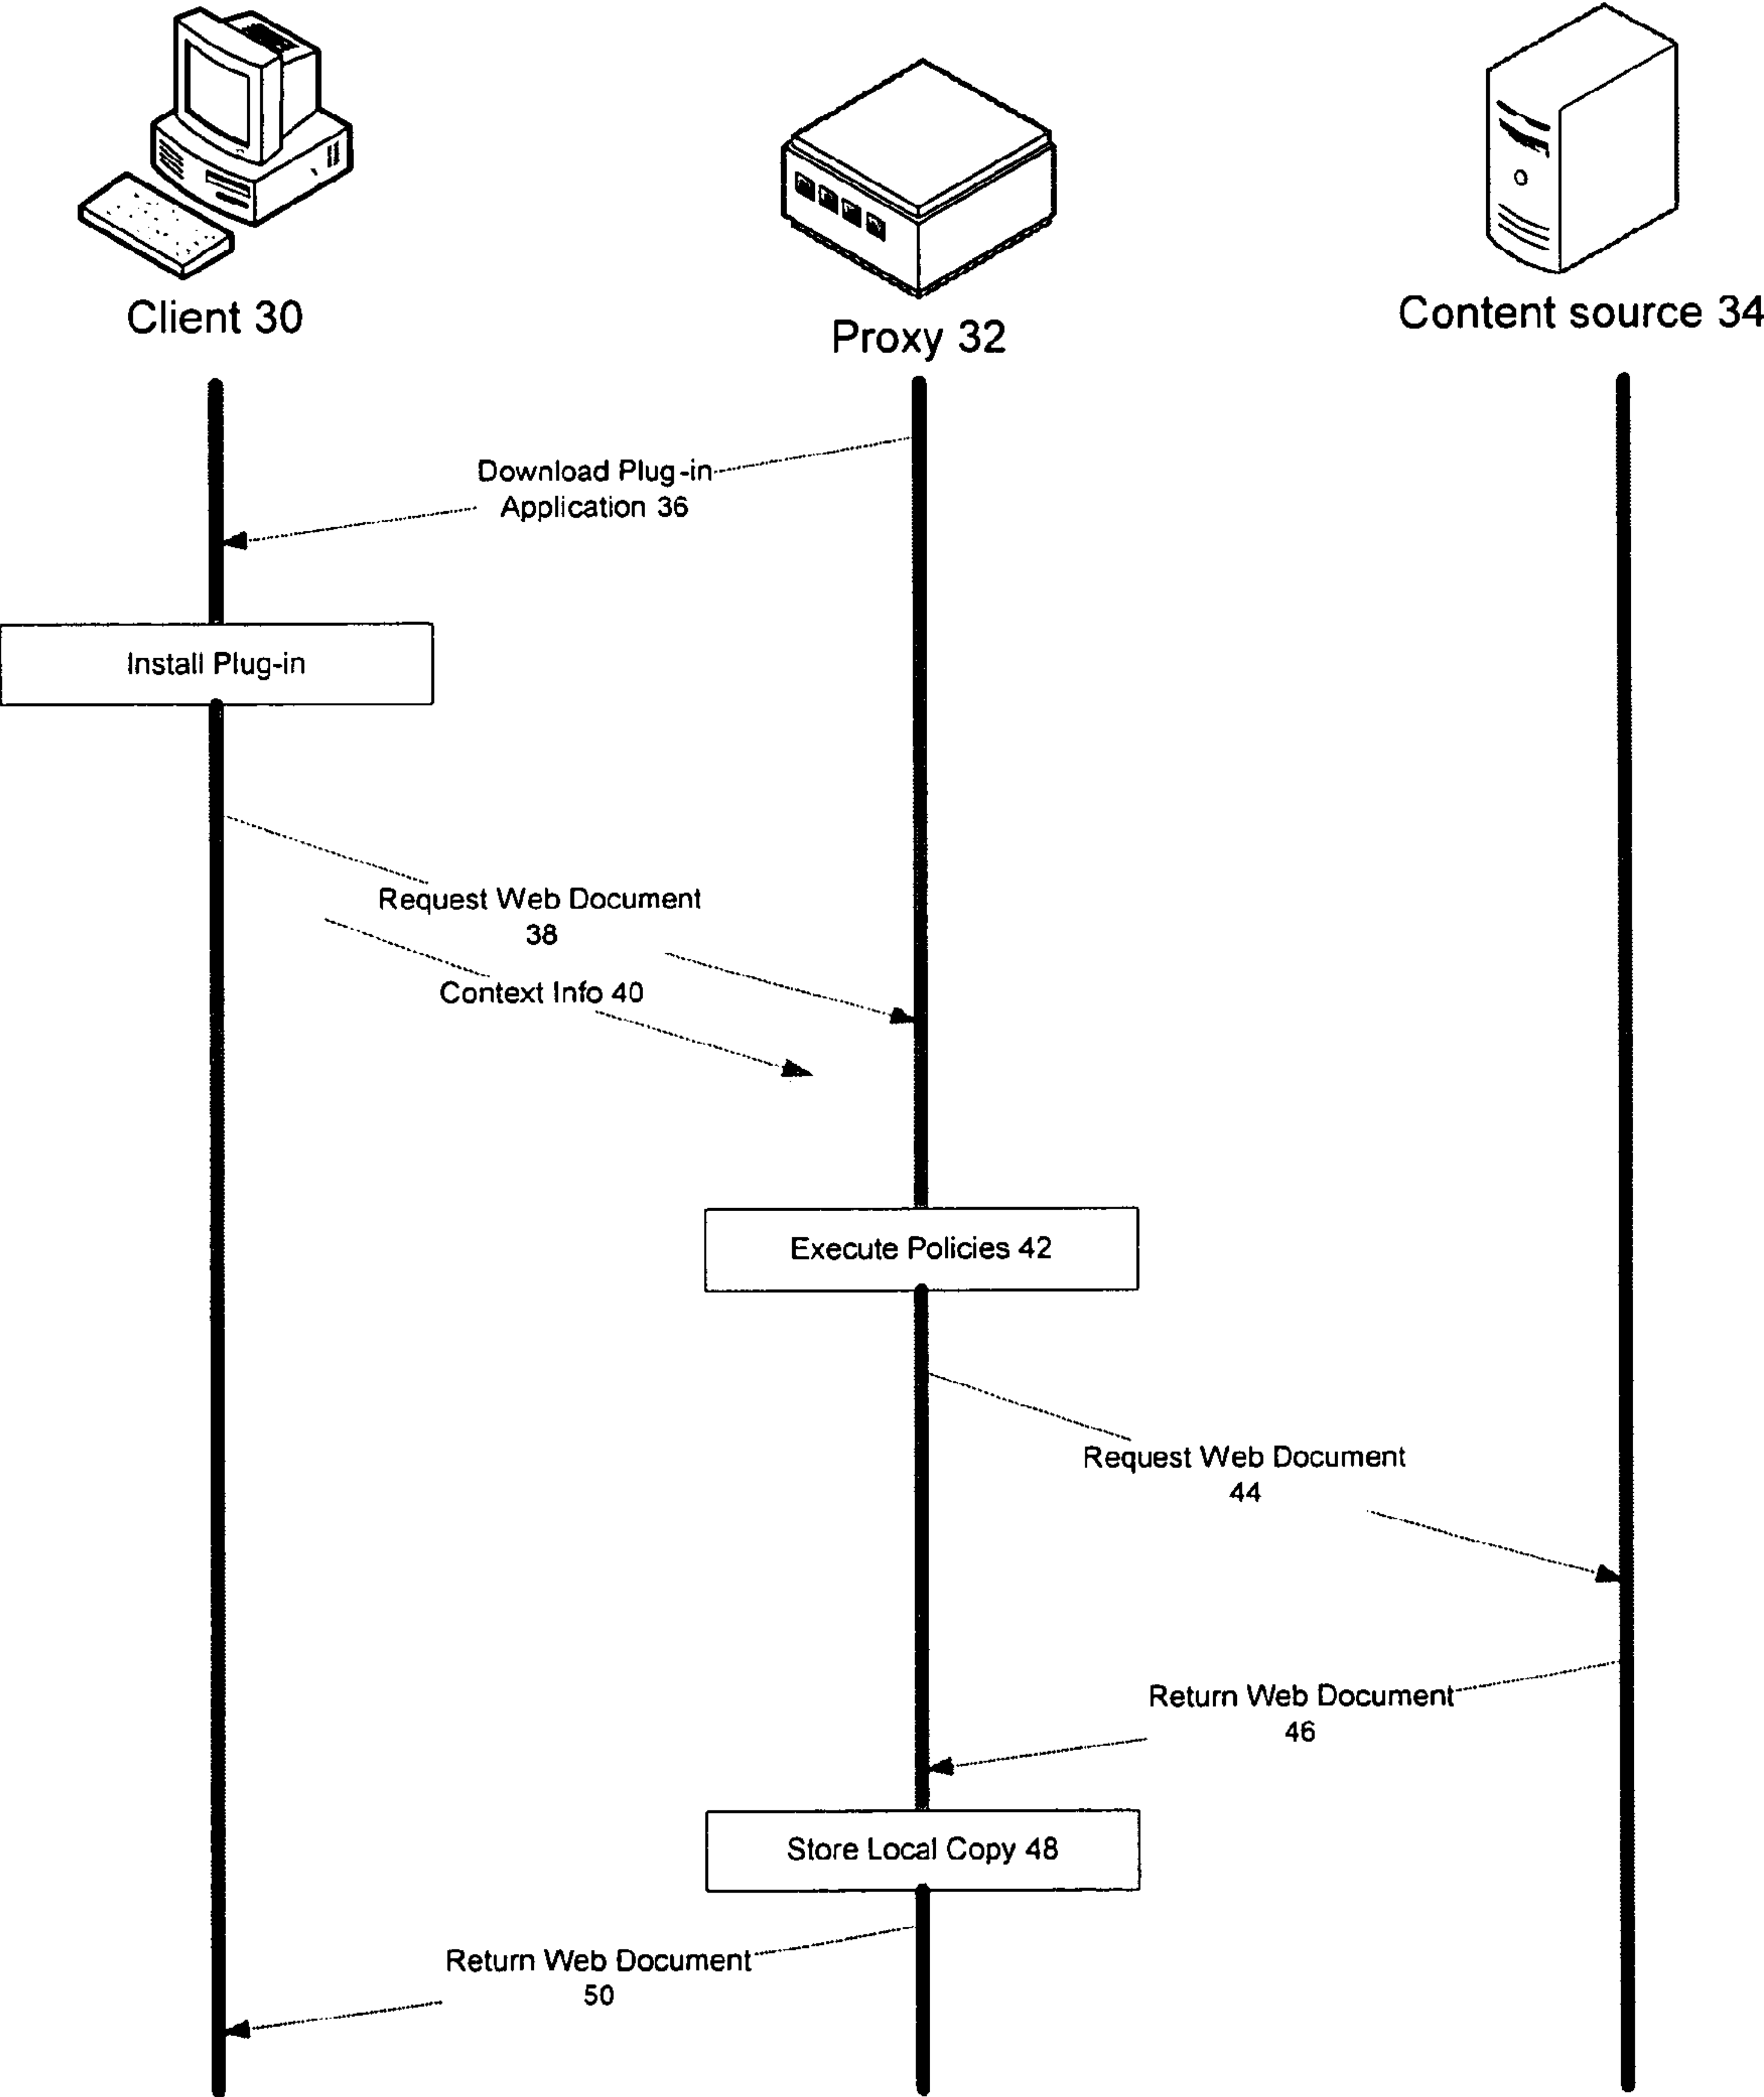 Client 30
Proxy 32
Content source 34
Download Plug-in
Application 36
Install Plug-in
Request Web Document
38
Context Info 40
Execute Policies 42
Request Web Document
44
Return Web Document
46
Store Local Copy 48
Return Web Document
50